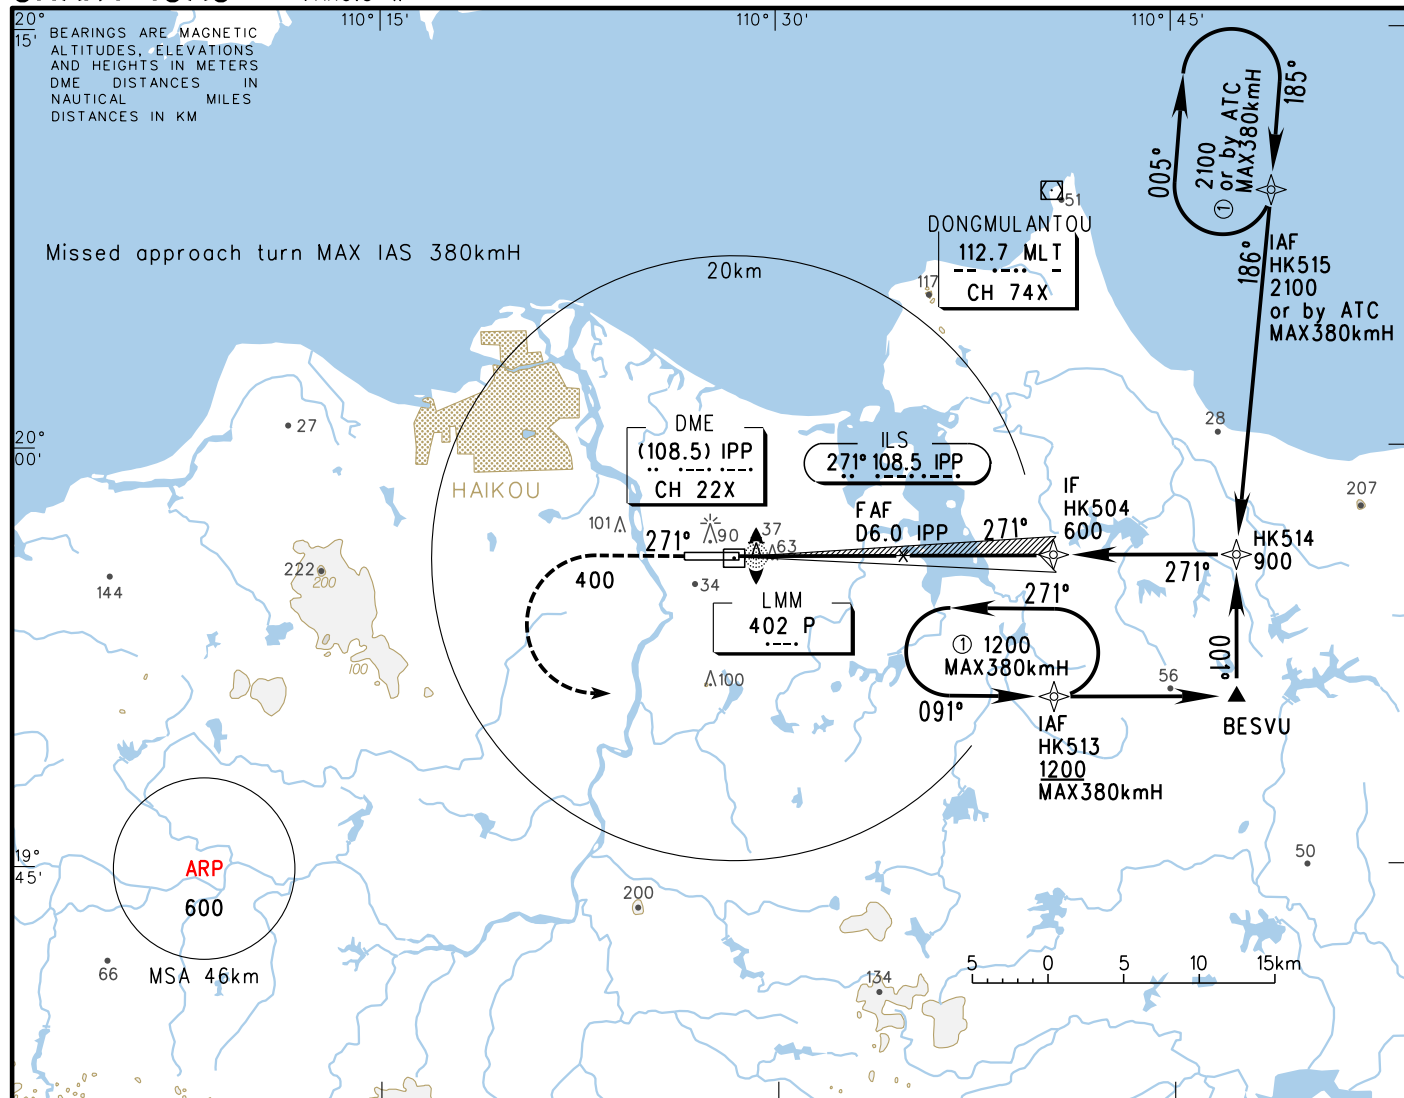 110° 15'
110° 30'
110° 45'
20°
15'
BEARINGS ARE MAGNETIC
ALTITUDES, ELEVATIONS
AND HEIGHTS IN METERS
DME DISTANCES IN
NAUTICAL MILES
DISTANCES IN KM
185°
005°
① 2100
or by ATC
MAX380kmH
51
DONGMULANTOU
112.7 MLT
CH 74X
Missed approach turn MAX IAS 380kmH
20km
117
186°
IAF
HK515
2100
or by ATC
MAX380kmH
27
28
20°
00'
DME
(108.5) IPP
CH 22X
ILS
271° 108.5 IPP
HAIKOU
IF
HK504
600
207
101
90
37
63
271°
FAF
D6.0 IPP
271°
HK514
900
271°
222
200
144
400
34
LMM
402 P
271°
① 1200
MAX380kmH
001°
100
100
56
091°
BESVU
IAF
HK513
1200
MAX380kmH
19°
45'
ARP
600
MSA 46km
66
200
50
134
5 0 5 10 15km